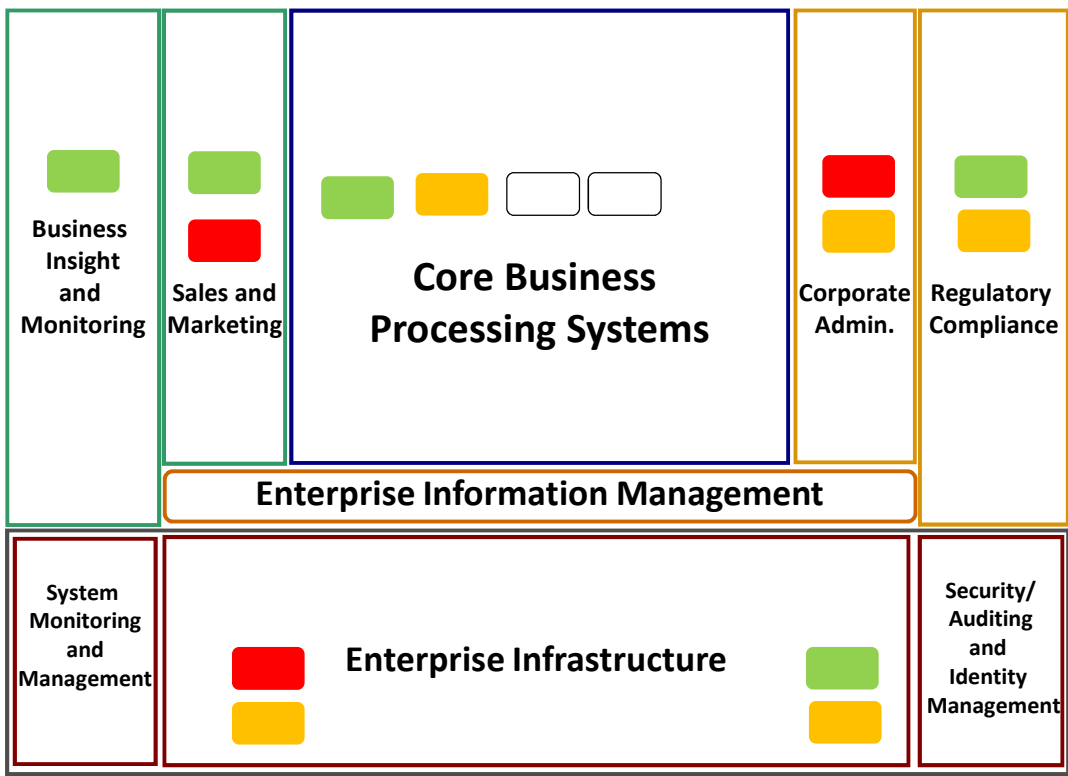 Business
Insight
and
Monitoring
Sales and
Marketing
Core Business
Processing Systems
Corporate
Admin.
Regulatory
Compliance
Enterprise Information Management
System
Monitoring
and
Management
Enterprise Infrastructure
Security/
Auditing
and
Identity
Management